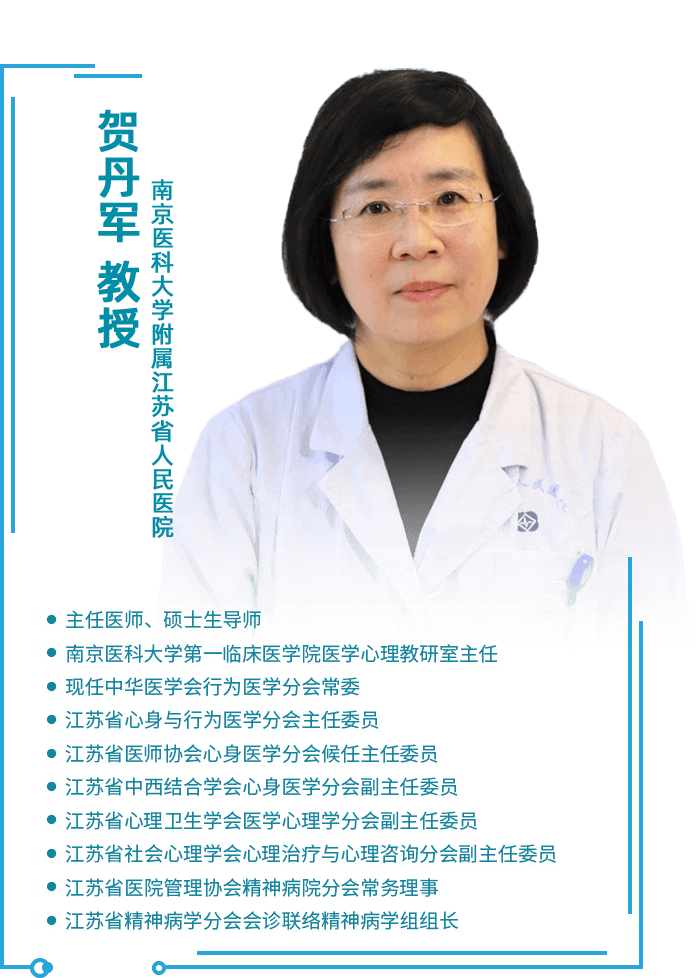 贺丹军 教授
南京医科大学附属江苏省人民医院
主任医师、硕士生导师
南京医科大学第一临床医学院医学心理教研室主任
现任中华医学会行为医学分会常委
江苏省心身与行为医学分会主任委员
江苏省医师协会心身医学分会候任主任委员
江苏省中西结合学会心身医学分会副主任委员
江苏省心理卫生学会医学心理学分会副主任委员
江苏省社会心理学会心理治疗与心理咨询分会副主任委员
江苏省医院管理协会精神病院分会常务理事
江苏省精神病学分会会诊联络精神病学组组长